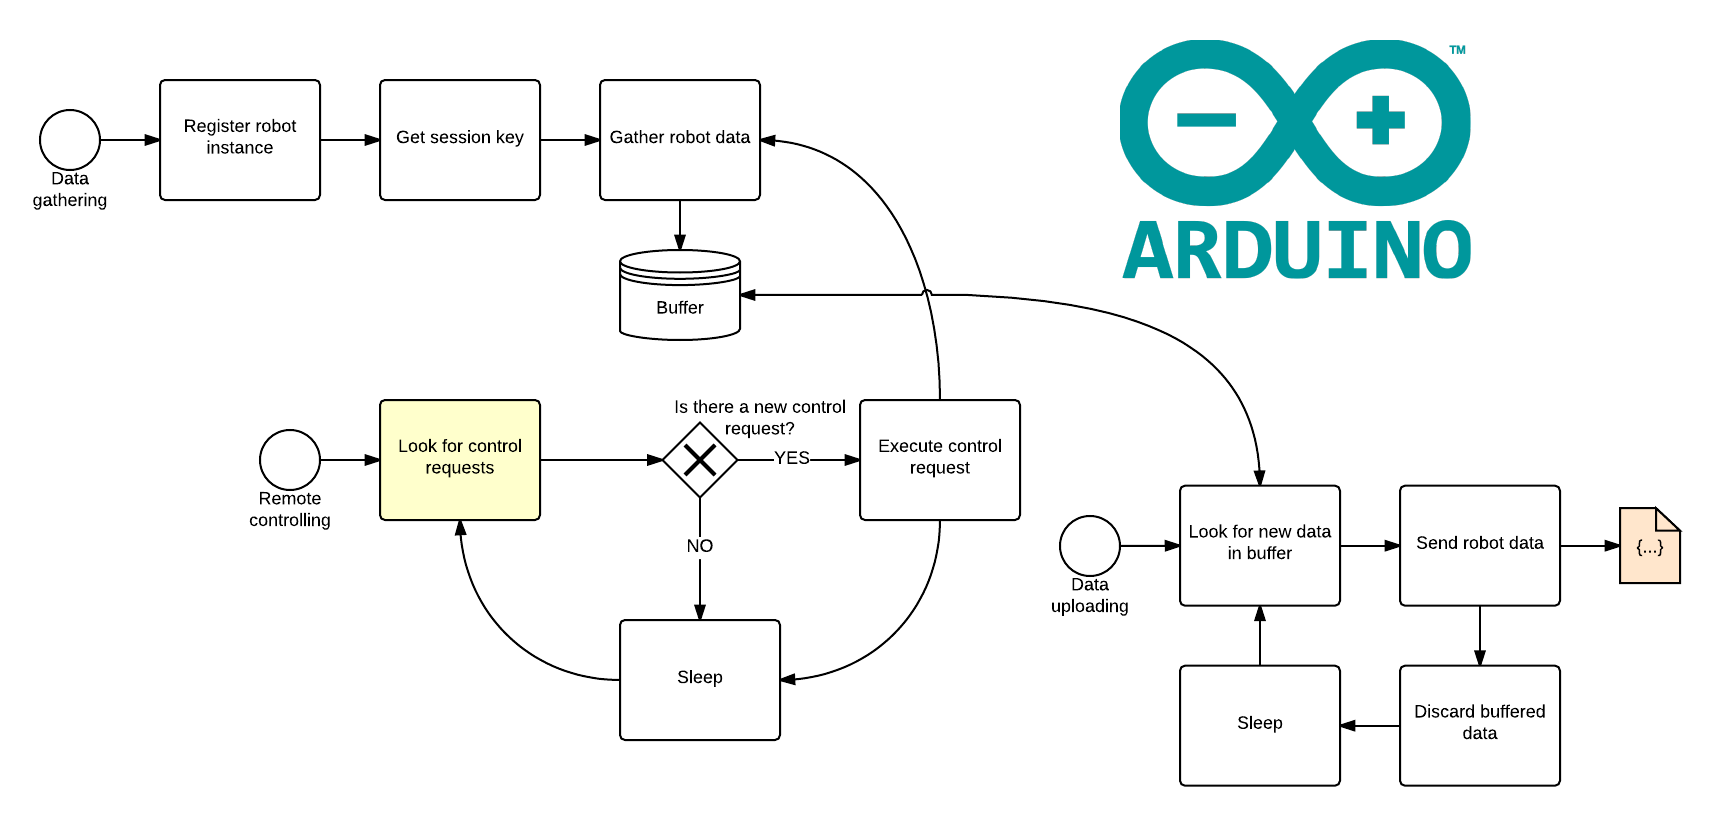 Data
gathering
Register robot
instance
Get session key
Gather robot data
Buffer
™
ARDUINO
Remote
controlling
Look for control
requests
Is there a new control
request?
YES
NO
Execute control
request
Sleep
Data
uploading
Look for new data
in buffer
Send robot data
{...}
Sleep
Discard buffered
data